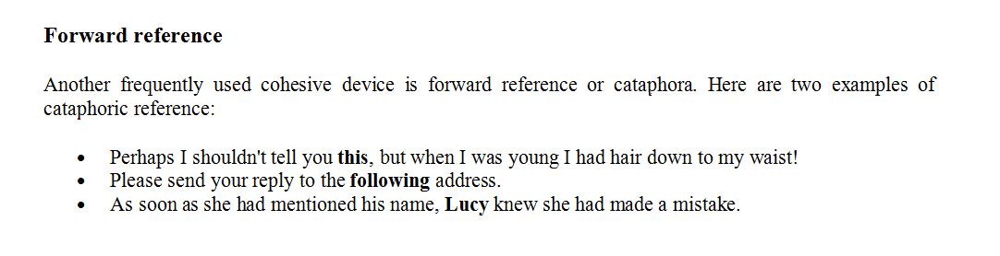 Forward reference
Another frequently used cohesive device is forward reference or cataphora. Here are two examples of
cataphoric reference:
• Perhaps I shouldn't tell you this, but when I was young I had hair down to my waist!
• Please send your reply to the following address.
• As soon as she had mentioned his name, Lucy knew she had made a mistake.